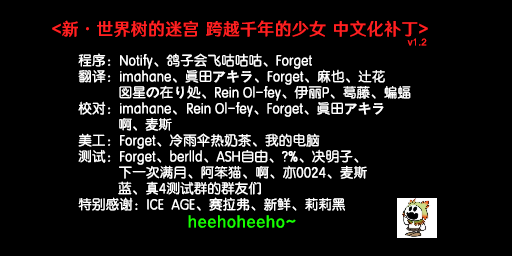 <新·世界树的迷宫 跨越千年的少女 中文化补丁>
v1.2
程序：Notify、鸽子会飞咕咕咕、Forget
翻译：imahane、眞田アキラ、Forget、麻也、辻花
図星の在り処、Rein Ol-fey、伊丽P、葛藤、蝙蝠
校对：imahane、Rein Ol-fey、Forget、眞田アキラ
啊、麦斯
美工：Forget、冷雨伞热奶茶、我的电脑
测试：Forget、berlld、ASH自由、?%、决明子、
下一次满月、阿笨猫、啊、亦0024、麦斯
蓝、真4测试群的群友们
特别感谢：ICE AGE、赛拉弗、新鲜、莉莉黑
heehoheeho~